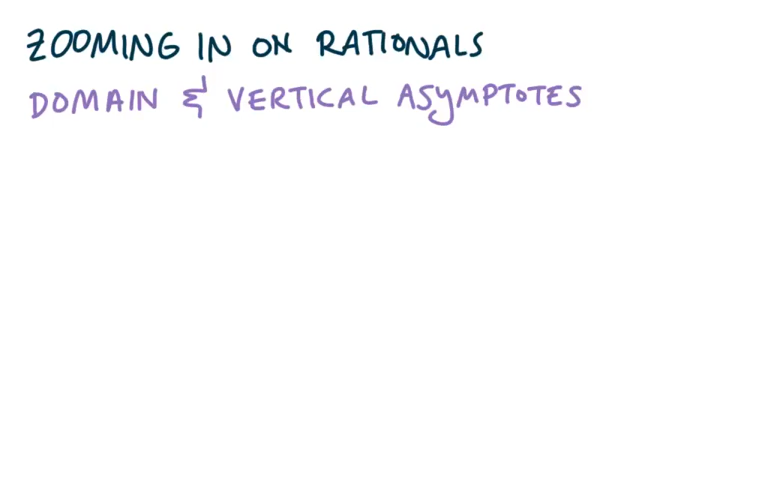 ZOOMING IN ON RATIONALS
DOMAIN & VERTICAL ASYMPTOTES